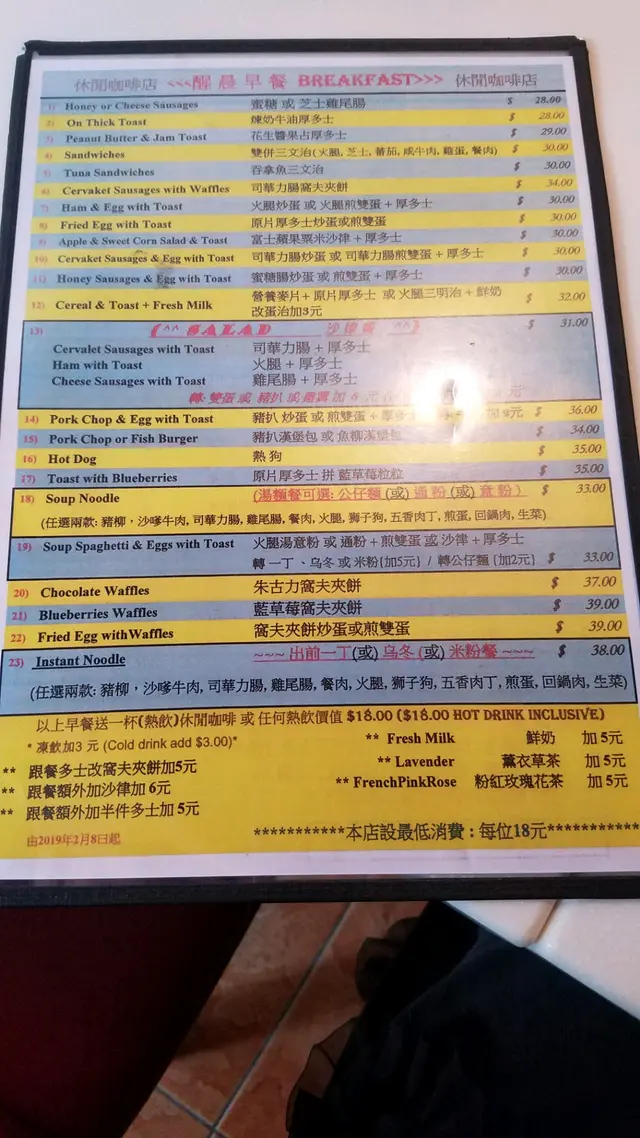 休閒咖啡店 <<<醒晨早餐 BREAKFAST>>> 休閒咖啡店
1) Honey or Cheese Sausages 蜜糖 或 芝士雞尾腸 $ 28.00
2) On Thick Toast 煉奶牛油厚多士 $ 28.00
3) Peanut Butter & Jam Toast 花生醬果占厚多士 $ 29.00
4) Sandwiches 雙併三文治(火腿, 芝士, 蕃茄, 咸牛肉, 雞蛋, 餐肉) $ 30.00
5) Tuna Sandwiches 吞拿魚三文治 $ 30.00
6) Cervaket Sausages with Waffles 司華力腸窩夫夾餅 $ 34.00
7) Ham & Egg with Toast 火腿炒蛋 或 火腿煎雙蛋 + 厚多士 $ 30.00
8) Fried Egg with Toast 原片厚多士炒蛋或煎雙蛋 $ 30.00
9) Apple & Sweet Corn Salad & Toast 富士蘋果粟米沙律 + 厚多士 $ 30.00
10) Cervaket Sausages & Egg with Toast 司華力腸炒蛋 或 司華力腸煎雙蛋 + 厚多士 $ 30.00
11) Honey Sausages & Egg with Toast 蜜糖腸炒蛋 或 煎雙蛋 + 厚多士 $ 30.00
12) Cereal & Toast + Fresh Milk 營養麥片 + 原片厚多士 或 火腿三明治 + 鮮奶 $ 32.00
改蛋治加3元
13) (^^ SALAD 沙律餐 ^^) $ 31.00
Cervalet Sausages with Toast 司華力腸 + 厚多士
Ham with Toast 火腿 + 厚多士
Cheese Sausages with Toast 雞尾腸 + 厚多士
轉: 雙蛋 或 豬扒 或 加 6 元
14) Pork Chop & Egg with Toast 豬扒 炒蛋 或 煎雙蛋 + 厚多 元 $ 36.00
15) Pork Chop or Fish Burger 豬扒漢堡包 或 魚柳漢堡包 $ 34.00
16) Hot Dog 熱 狗 $ 35.00
17) Toast with Blueberries 原片厚多士 拼 藍草莓粒粒 $ 35.00
18) Soup Noodle (湯麵餐可選: 公仔麵 (或) 通 粉 (或) 意 粉 ) $ 33.00
(任選兩款: 豬柳，沙嗲牛肉, 司華力腸, 雞尾腸, 餐肉, 火腿, 獅子狗, 五香肉丁, 煎蛋, 回鍋肉, 生菜)
19) Soup Spaghetti & Eggs with Toast 火腿湯意粉 或 通粉 + 煎雙蛋 或 沙律 + 厚多士
轉 一丁、烏冬 或 米粉{加5元} / 轉公仔麵 {加2元} $ 33.00
20) Chocolate Waffles 朱古力窩夫夾餅 $ 37.00
21) Blueberries Waffles 藍草莓窩夫夾餅 $ 39.00
22) Fried Egg withWaffles 窩夫夾餅炒蛋或煎雙蛋 $ 39.00
23) Instant Noodle ~~~ 出前一丁(或) 烏冬 (或) 米粉餐 ~~~ $ 38.00
(任選兩款: 豬柳，沙嗲牛肉, 司華力腸, 雞尾腸, 餐肉, 火腿, 獅子狗, 五香肉丁, 煎蛋, 回鍋肉, 生菜)
以上早餐送一杯(熱飲)休閒咖啡 或 任何熱飲價值 $18.00 ($18.00 HOT DRINK INCLUSIVE)
* 凍飲加3 元 (Cold drink add $3.00)*
** Fresh Milk 鮮奶 加 5元
** 跟餐多士改窩夫夾餅加5元
** Lavender 薰衣草茶 加 5元
** 跟餐額外加沙律加 6元
** FrenchPinkRose 粉紅玫瑰花茶 加 5元
** 跟餐額外加半件多士加 5元
由2019年2月8日起
***********本店設最低消費 : 每位18元***********